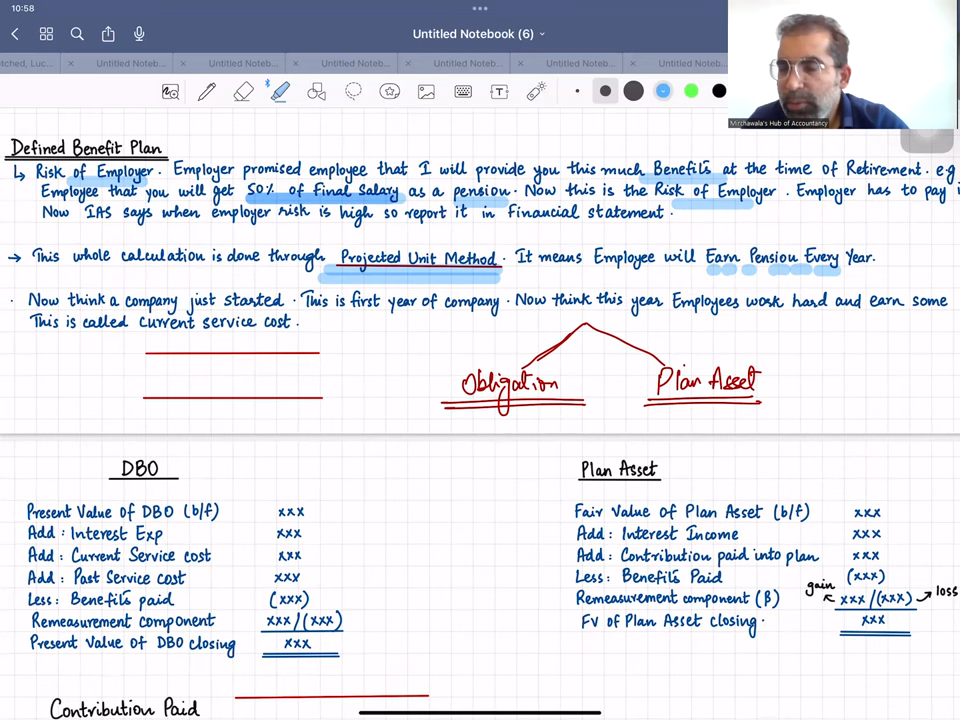 10:58
Untitled Notebook (6)
tched, Luc...
Untitled Noteb...
Untitled Noteb...
Untitled Noteb...
Untitled Noteb...
Untitled Noteb...
Untitled Noteb...
Mirchawala's Hub of Accountancy
Defined Benefit Plan
↳ Risk of Employer. Employer promised employee that I will provide you this much Benefits at the time of Retirement. e.g
Employee that you will get 50% of Final Salary as a pension. Now this is the Risk of Employer. Employer has to pay i
Now IAS says when employer risk is high so report it in Financial statement.
→ This whole calculation is done through Projected Unit Method. It means Employee will Earn Pension Every Year.
· Now think a company just started. This is first year of company. Now think this year Employees work hard and earn some
This is called current service cost.
Obligation
Plan Asset
DBO
Present Value of DBO (b/f) xxx
Add: Interest Exp xxx
Add: Current Service cost xxx
Add: Past Service cost xxx
Less: Benefits paid (xxx)
Remeasurement component xxx/(xxx)
Present Value of DBO closing xxx
Plan Asset
Fair Value of Plan Asset (b/f) xxx
Add: Interest Income xxx
Add: Contribution paid into plan xxx
Less: Benefits Paid (xxx)
Remeasurement component (β) gain xxx/(xxx) → loss
FV of Plan Asset closing. xxx
Contribution Paid